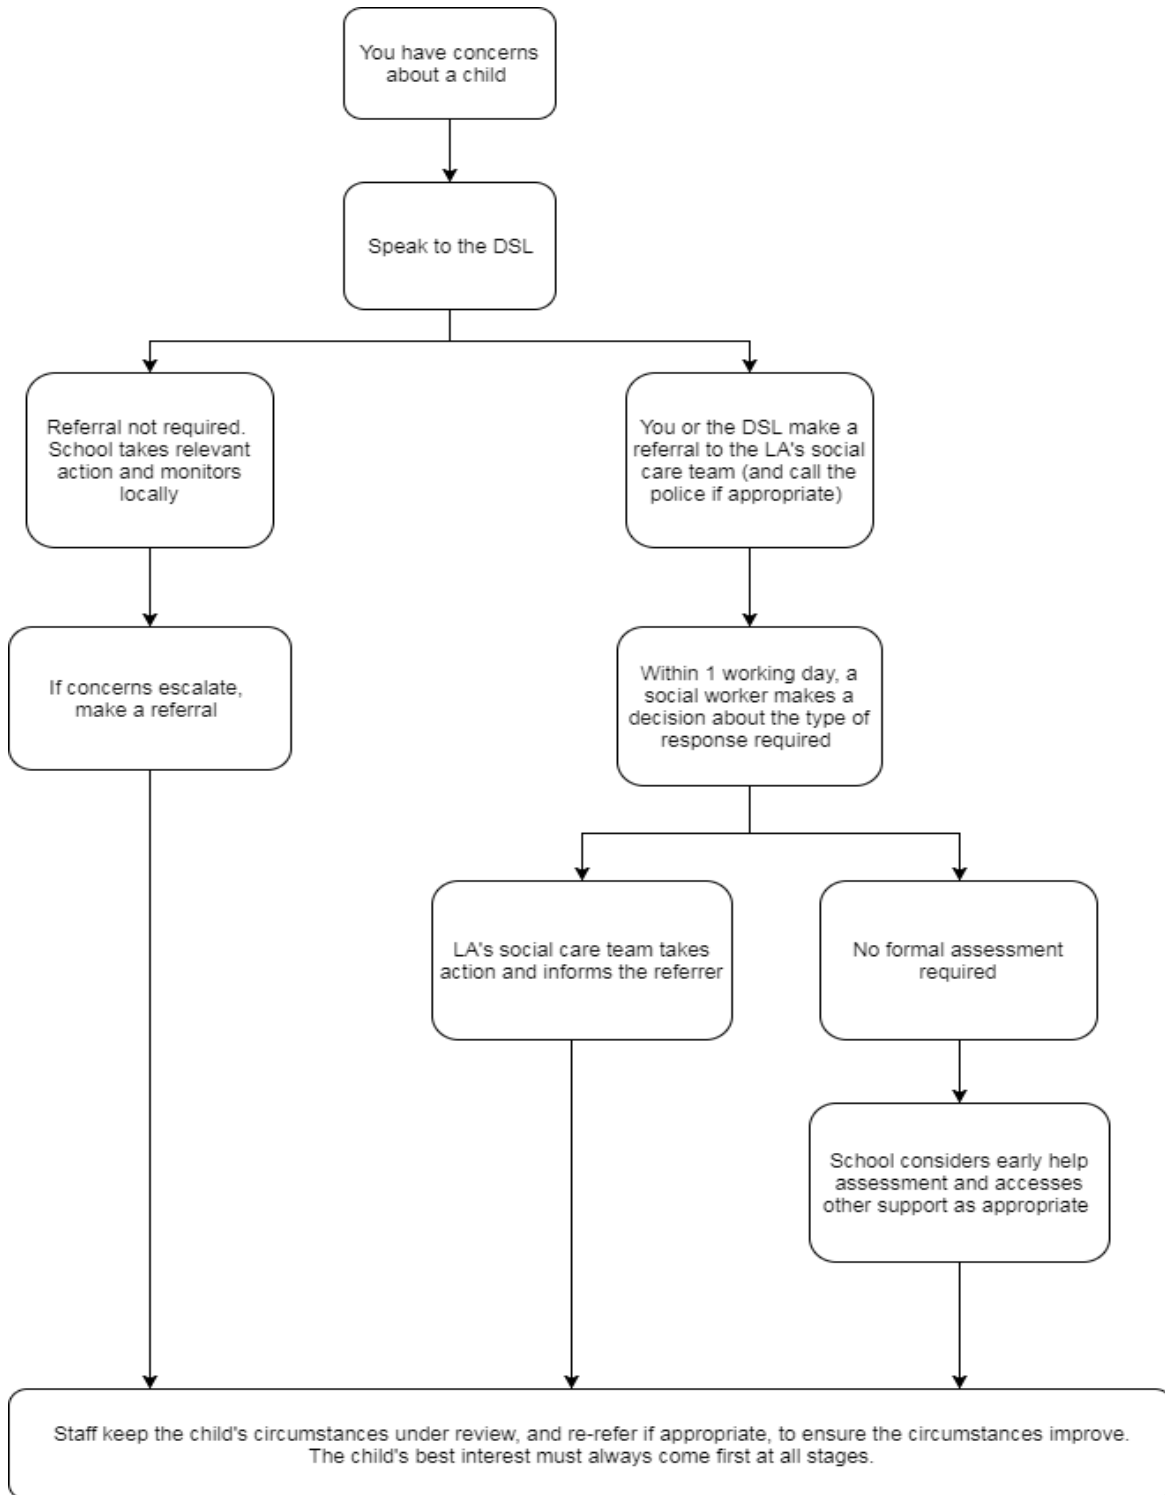 You have concerns
about a child
Speak to the DSL
Referral not required.
School takes relevant
action and monitors
locally
You or the DSL make a
referral to the LA's social
care team (and call the
police if appropriate)
If concerns escalate,
make a referral
Within 1 working day, a
social worker makes a
decision about the type of
response required
LA's social care team takes
action and informs the referrer
No formal assessment
required
School considers early help
assessment and accesses
other support as appropriate
Staff keep the child's circumstances under review, and re-refer if appropriate, to ensure the circumstances improve.
The child's best interest must always come first at all stages.